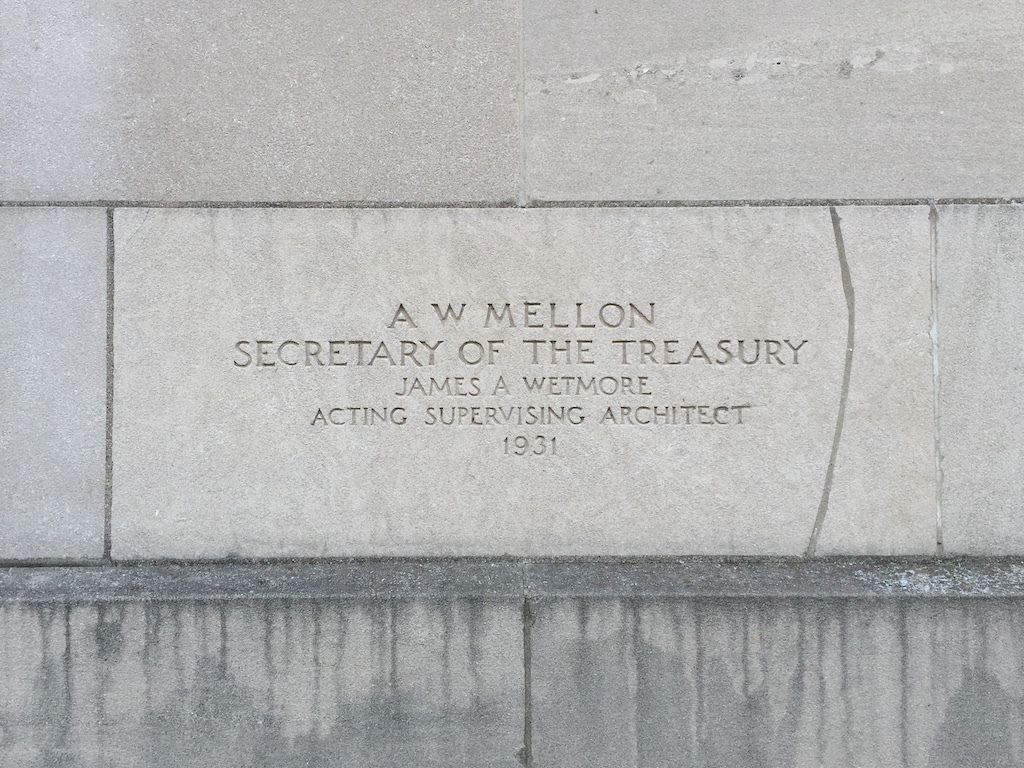 A W MELLON
SECRETARY OF THE TREASURY
JAMES A WETMORE
ACTING SUPERVISING ARCHITECT
1931